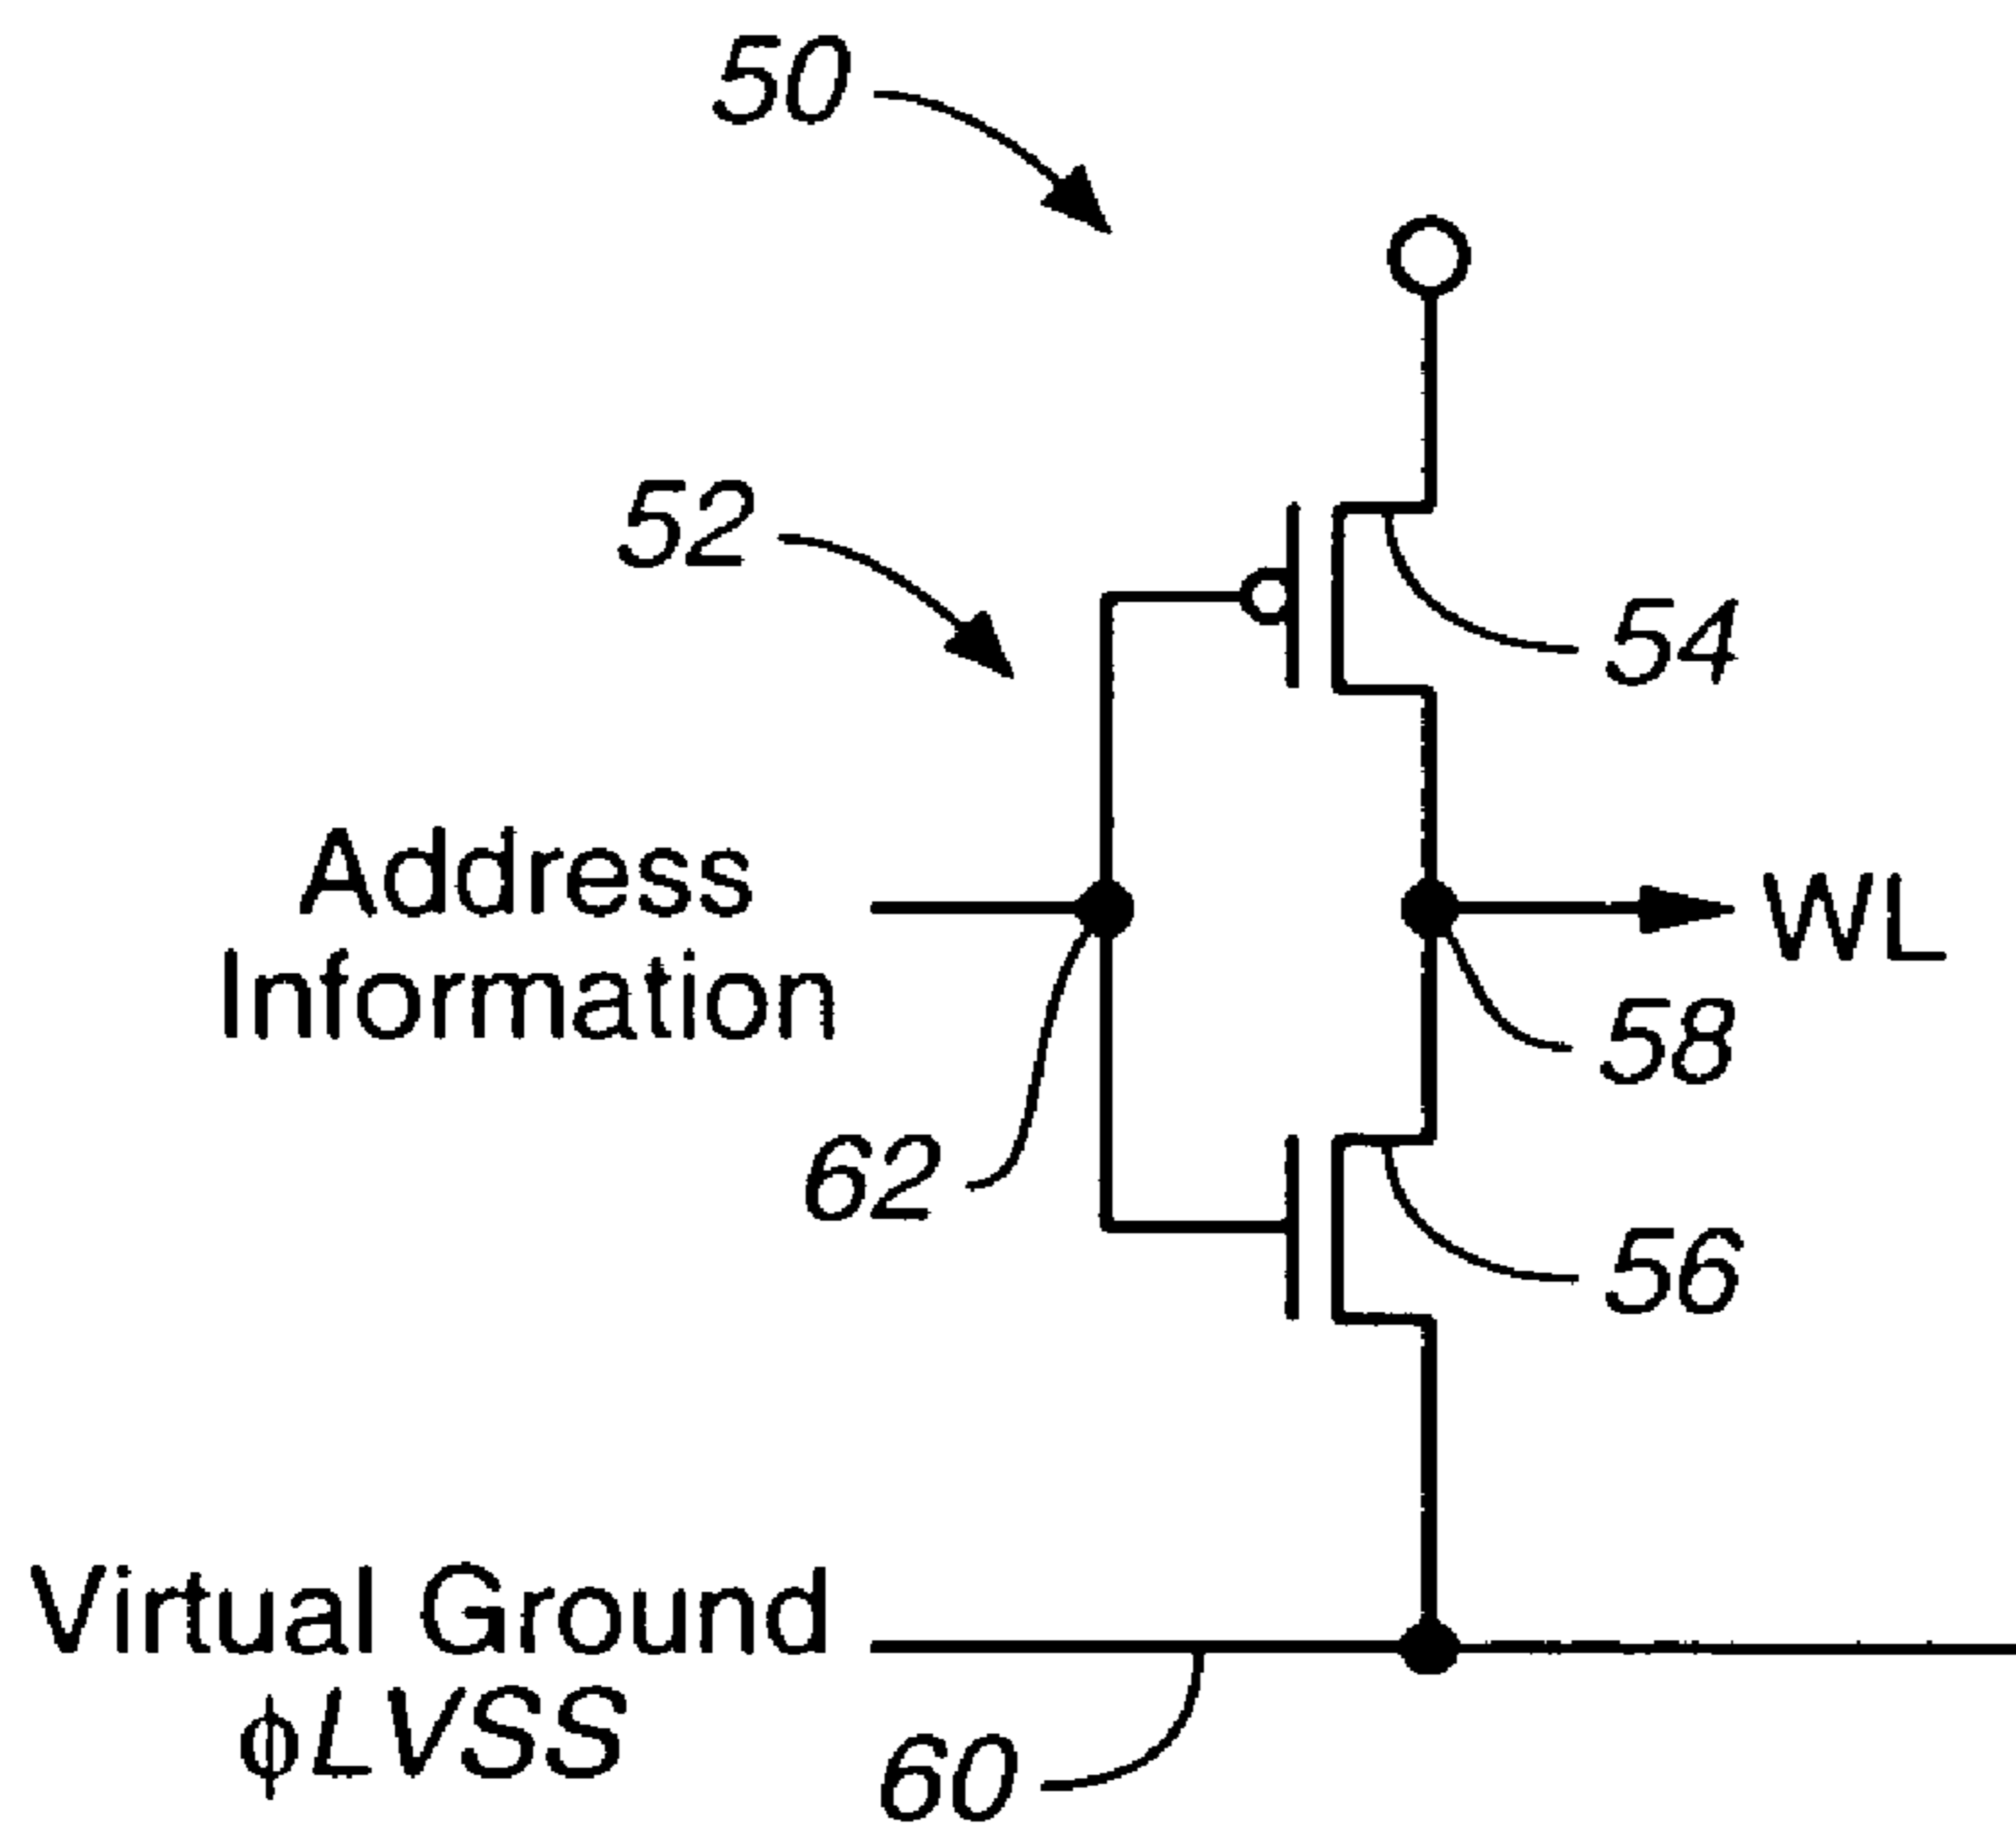 50
52
54
Address
Information
WL
58
62
56
Virtual Ground
ϕLVSS
60